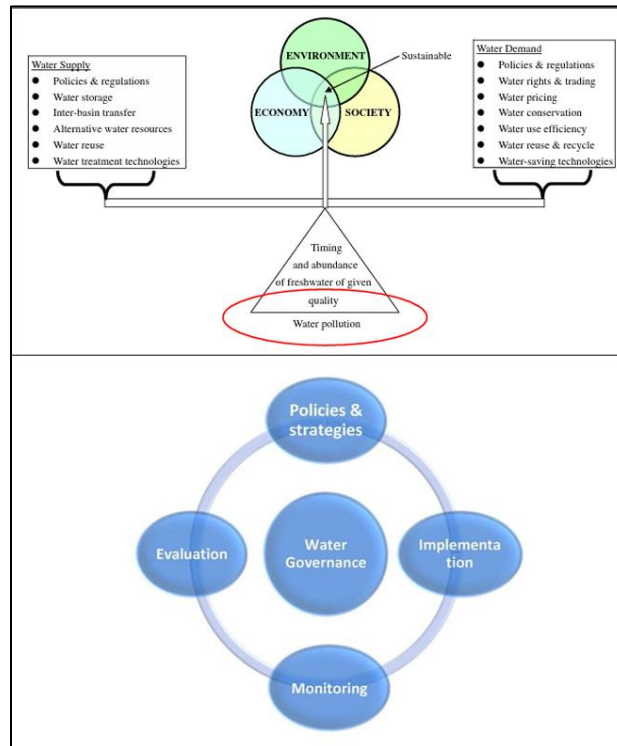 ENVIRONMENT
Sustainable
ECONOMY
SOCIETY
Water Supply
● Policies & regulations
● Water storage
● Inter-basin transfer
● Alternative water resources
● Water reuse
● Water treatment technologies
Water Demand
● Policies & regulations
● Water rights & trading
● Water pricing
● Water conservation
● Water use efficiency
● Water reuse & recycle
● Water-saving technologies
Timing
and abundance
of freshwater of given
quality
Water pollution
Policies &
strategies
Evaluation
Water
Governance
Implementa
tion
Monitoring